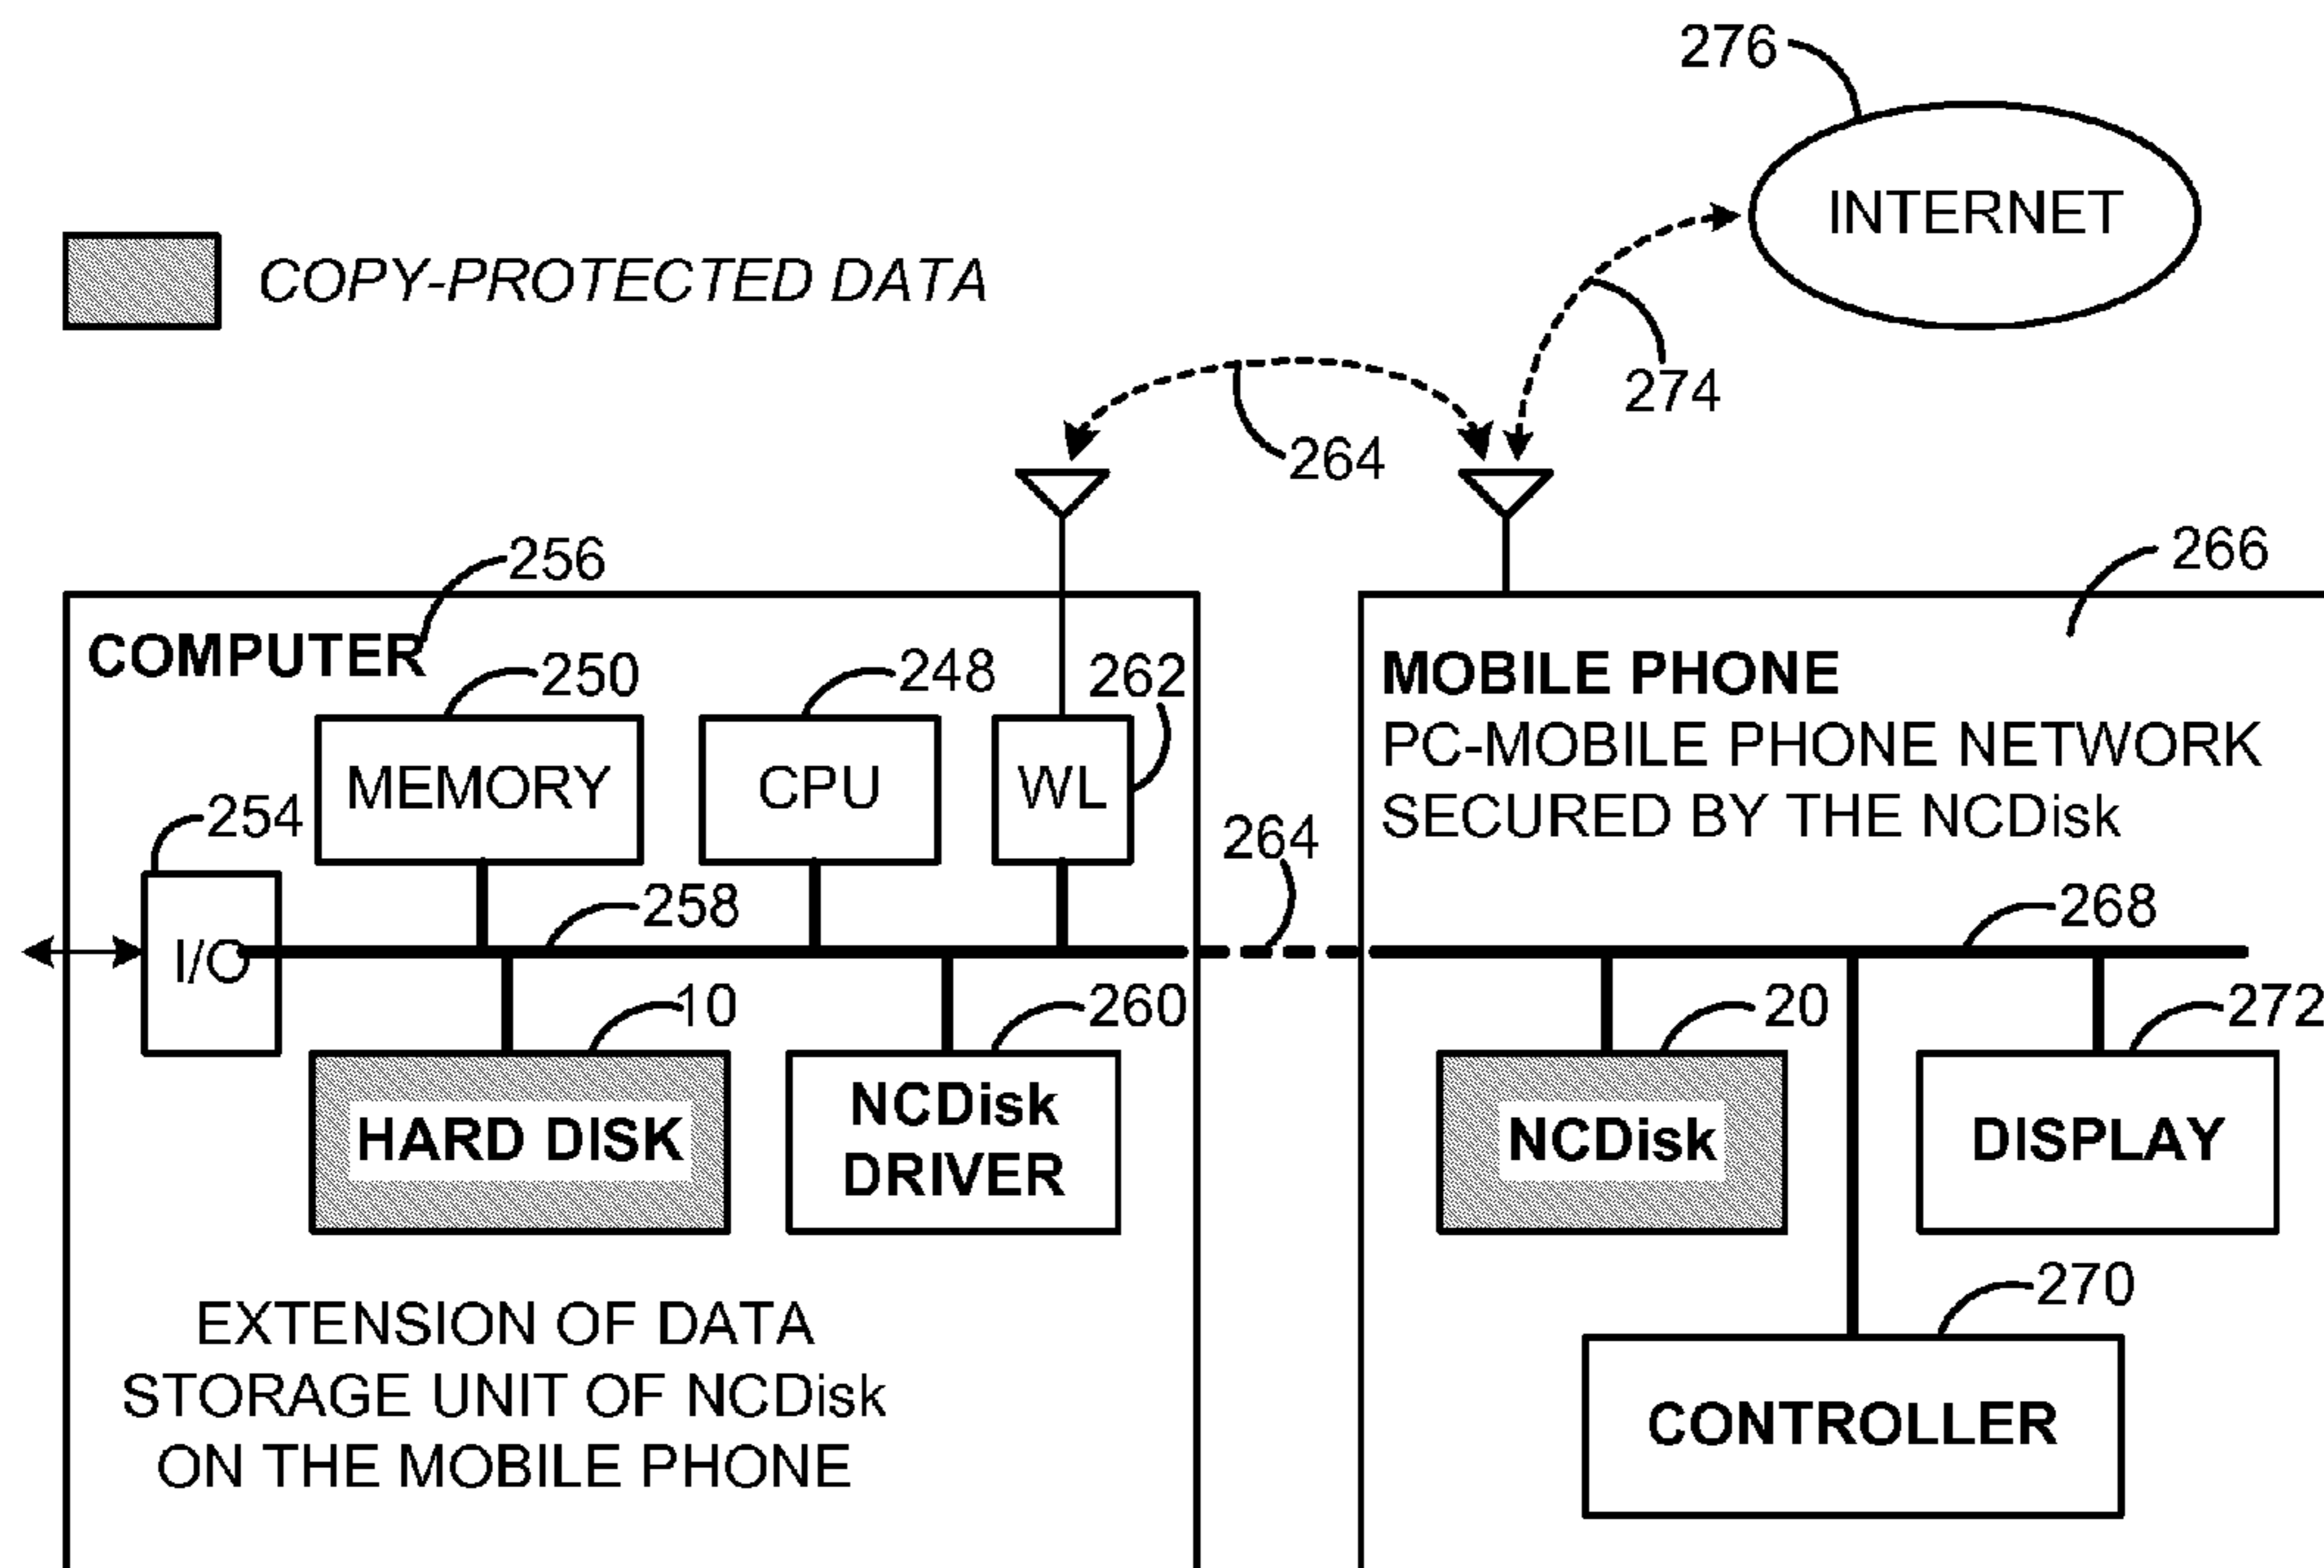 276
INTERNET
COPY-PROTECTED DATA
274
264
256
266
COMPUTER
250
248
262
MOBILE PHONE
PC-MOBILE PHONE NETWORK
SECURED BY THE NCDisk
MEMORY
CPU
WL
254
264
258
268
I/O
10
260
20
272
HARD DISK
NCDisk
DRIVER
NCDisk
DISPLAY
270
EXTENSION OF DATA
STORAGE UNIT OF NCDisk
ON THE MOBILE PHONE
CONTROLLER